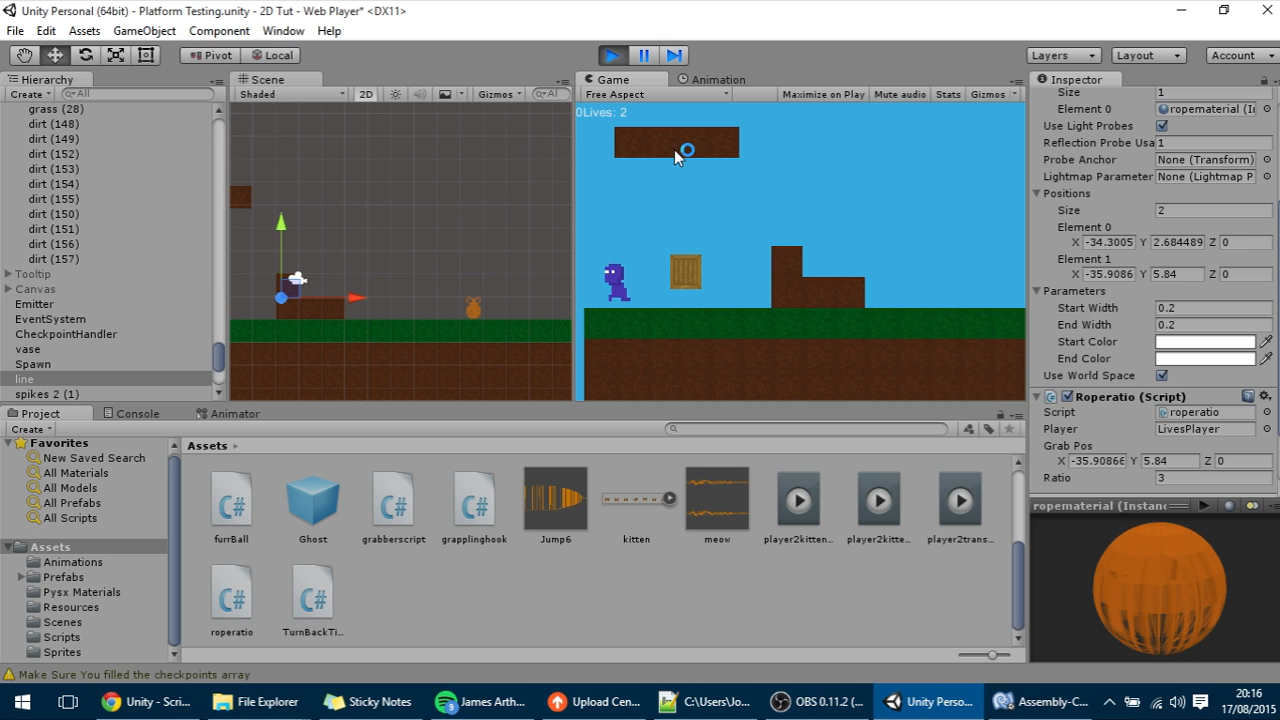 Unity Personal (64bit) - Platform Testing.unity - 2D Tut - Web Player* <DX11>
File Edit Assets GameObject Component Window Help
Pivot Local Layers Layout Account
Hierarchy
Create All
grass (28)
dirt (148)
dirt (149)
dirt (152)
dirt (153)
dirt (154)
dirt (155)
dirt (150)
dirt (151)
dirt (156)
dirt (157)
Tooltip
Canvas
Emitter
EventSystem
CheckpointHandler
vase
Spawn
line
spikes 2 (1)
Scene
Shaded 2D Gizmos All
Game Animation
Free Aspect Maximize on Play Mute audio Stats Gizmos
0Lives: 2
Inspector
Size 1
Element 0 ropematerial (In
Use Light Probes
Reflection Probe Usa 1
Probe Anchor None (Transform)
Lightmap Parameter None (Lightmap P
Positions
Size 2
Element 0
X -34.3005 Y 2.684489 Z 0
Element 1
X -35.9086 Y 5.84 Z 0
Parameters
Start Width 0.2
End Width 0.2
Start Color
End Color
Use World Space
Roperatio (Script)
Script roperatio
Player LivesPlayer
Grab Pos
X -35.90866 Y 5.84 Z 0
Ratio 3
ropematerial (Instanc
Project Console Animator
Create
Favorites
New Saved Search
All Materials
All Models
All Prefabs
All Scripts
Assets
Animations
Prefabs
Pysx Materials
Resources
Scenes
Scripts
Sprites
Assets
furrBall Ghost grabberscript grapplinghook Jump6 kitten meow player2kitten... player2kitte... player2trans...
roperatio TurnBackTi...
Make Sure You filled the checkpoints array
Unity - Scri... File Explorer Sticky Notes James Arth... Upload Cen... C:\Users\Jo... OBS 0.11.2 (... Unity Perso... Assembly-C...
20:16
17/08/2015